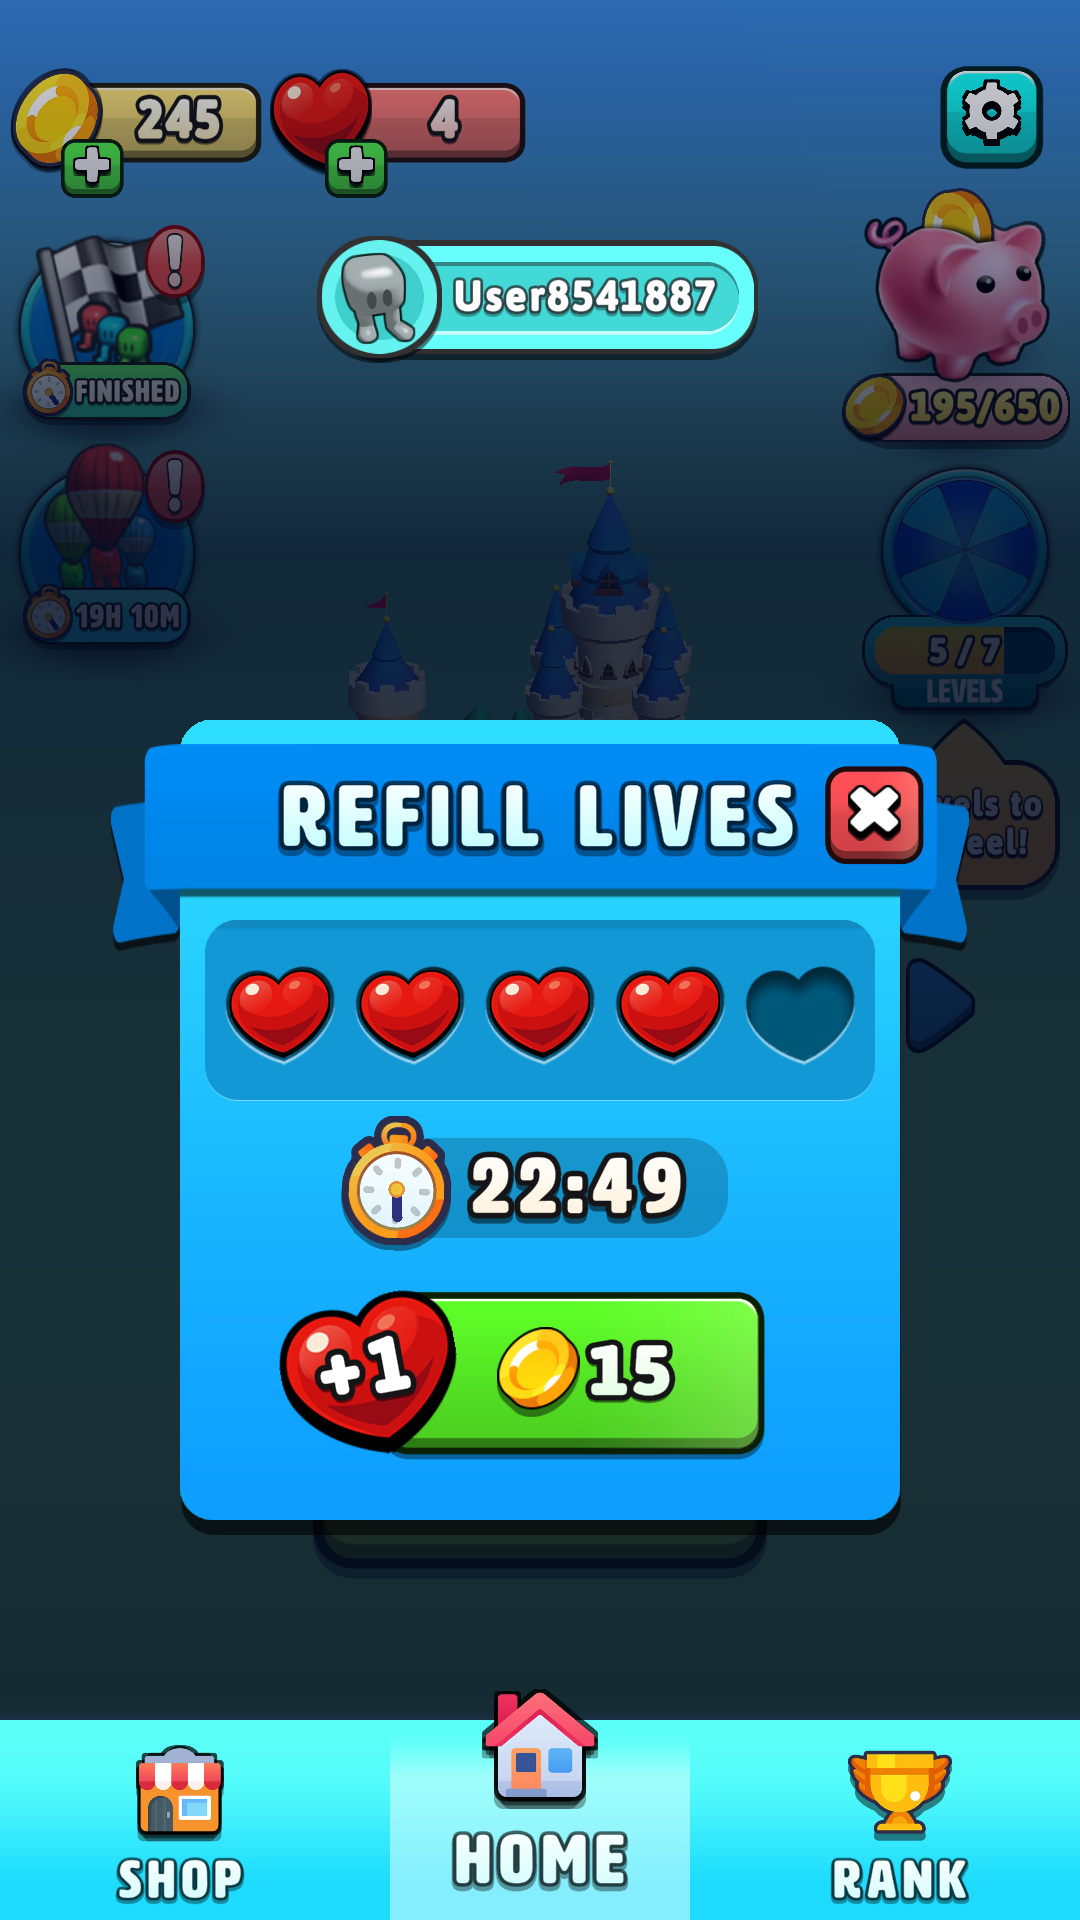 245
4
User8541887
FINISHED
195/650
19H 10M
5/7
LEVELS
REFILL LIVES
to
22:49
+1
15
SHOP
HOME
RANK